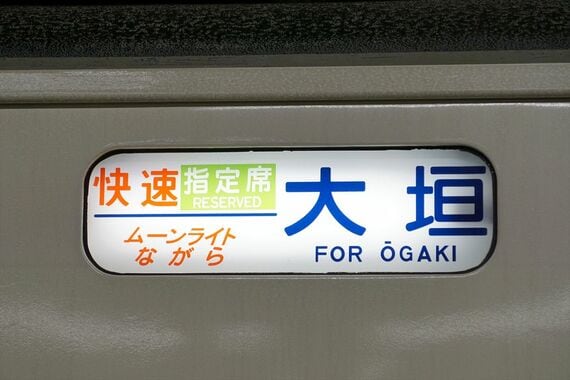 快速 指定席
RESERVED
ムーンライト
ながら
大垣
FOR ŌGAKI